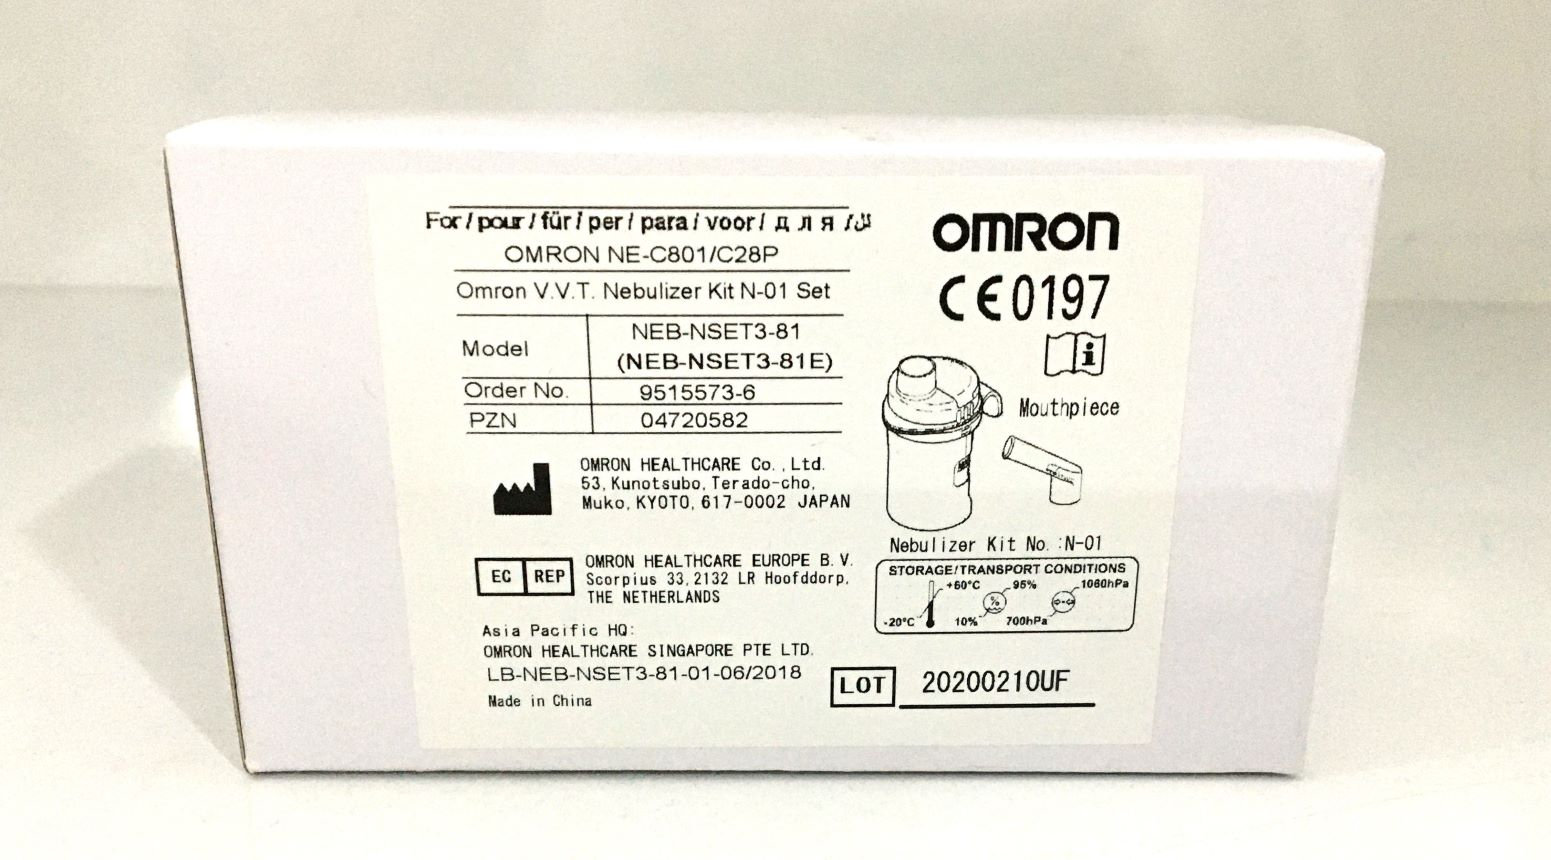 For / pour / für / per / para / voor / для /
OMRON NE-C801/C28P
Omron V.V.T. Nebulizer Kit N-01 Set
Model NEB-NSET3-81
(NEB-NSET3-81E)
Order No. 9515573-6
PZN 04720582
OMRON HEALTHCARE Co., Ltd.
53, Kunotsubo, Terado-cho,
Muko, KYOTO, 617-0002 JAPAN
EC REP
OMRON HEALTHCARE EUROPE B.V.
Scorpius 33, 2132 LR Hoofddorp,
THE NETHERLANDS
Asia Pacific HQ:
OMRON HEALTHCARE SINGAPORE PTE LTD.
LB-NEB-NSET3-81-01-06/2018
Made in China
OMRON
CE0197
i
Mouthpiece
Nebulizer Kit No.:N-01
STORAGE/TRANSPORT CONDITIONS
+60°C 95% 1060hPa
%
-20°C 10% 700hPa
LOT 20200210UF